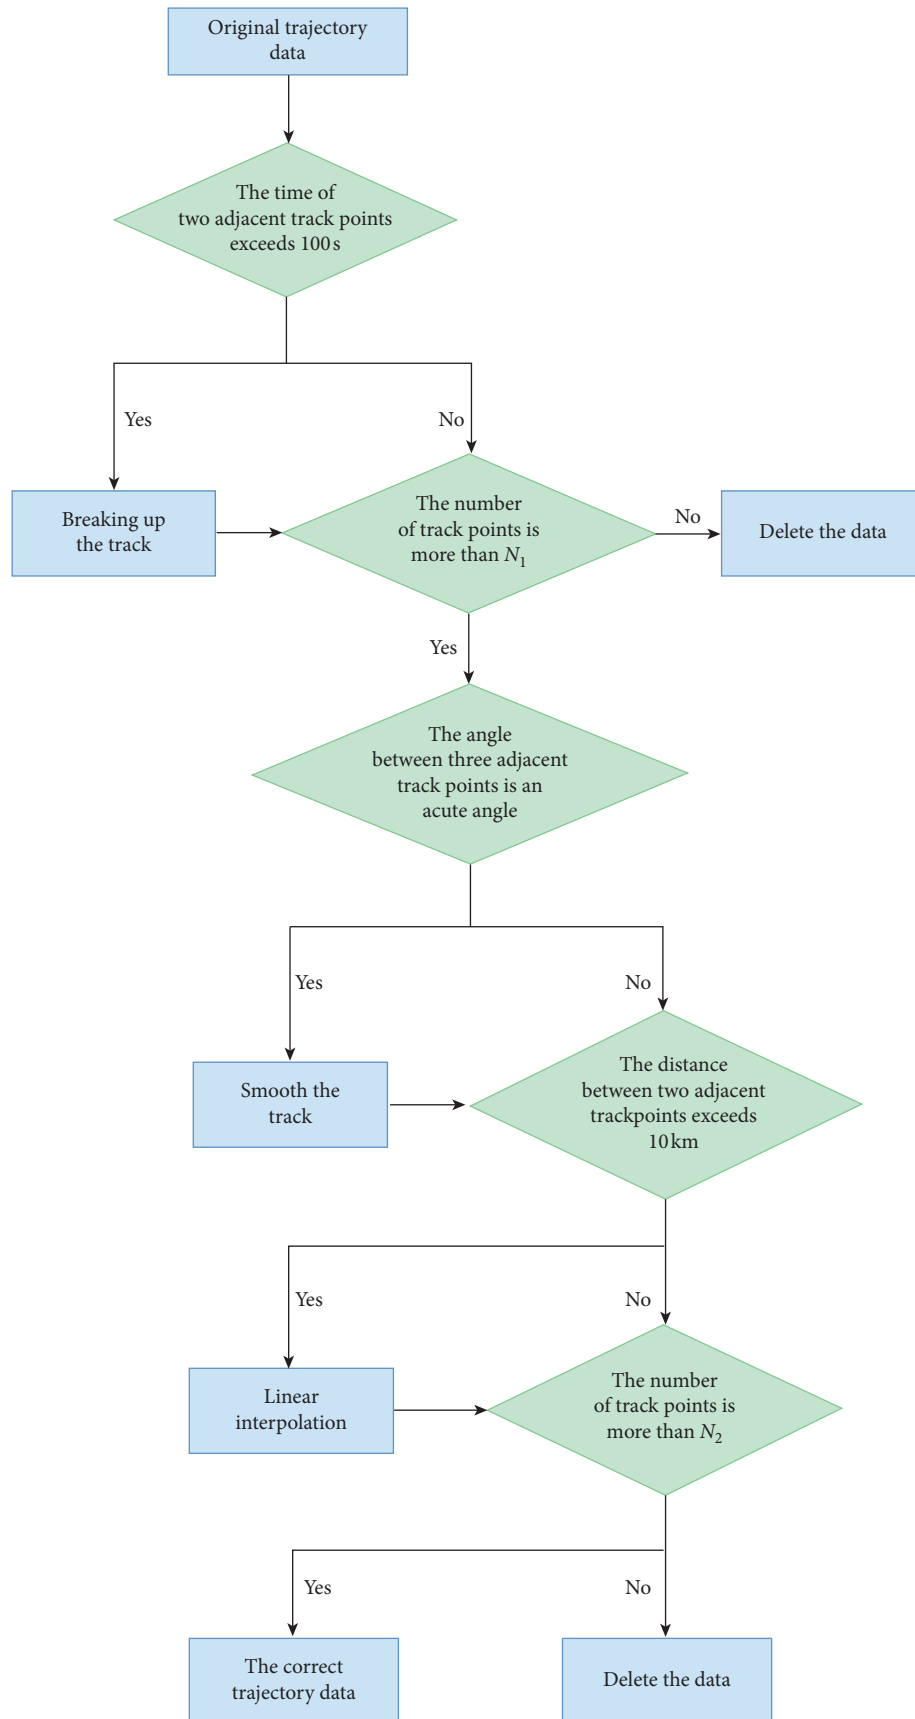 Original trajectory
data
The time of
two adjacent track points
exceeds 100 s
Yes
No
Breaking up
the track
The number
of track points is
more than N₁
No
Delete the data
Yes
The angle
between three adjacent
track points is an
acute angle
Yes
No
Smooth the
track
The distance
between two adjacent
trackpoints exceeds
10 km
Yes
No
Linear
interpolation
The number
of track points is
more than N₂
Yes
No
The correct
trajectory data
Delete the data